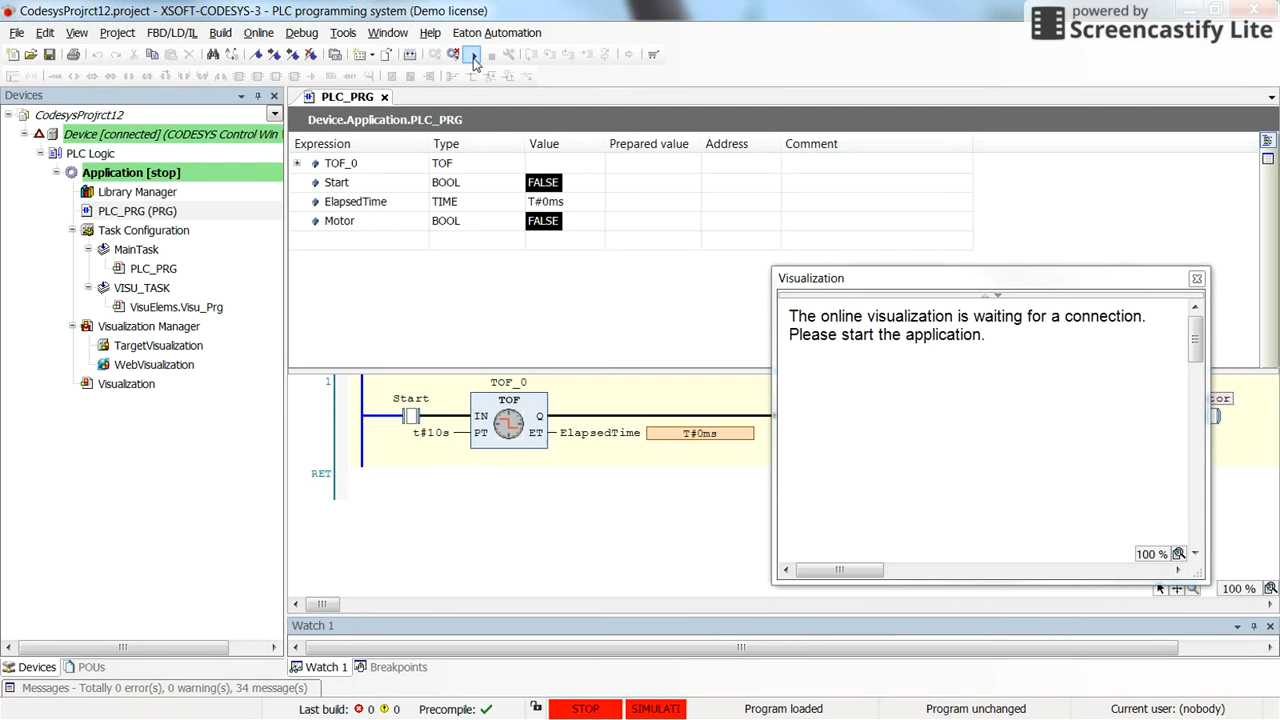 CodesysProjrct12.project - XSOFT-CODESYS-3 - PLC programming system (Demo license)
powered by
Screencastify Lite
File Edit View Project FBD/LD/IL Build Online Debug Tools Window Help Eaton Automation
Devices
PLC_PRG
CodesysProjrct12
Device [connected] (CODESYS Control Win
PLC Logic
Application [stop]
Library Manager
PLC_PRG (PRG)
Task Configuration
MainTask
PLC_PRG
VISU_TASK
VisuElems.Visu_Prg
Visualization Manager
TargetVisualization
WebVisualization
Visualization
Device.Application.PLC_PRG
Expression Type Value Prepared value Address Comment
TOF_0 TOF
Start BOOL FALSE
ElapsedTime TIME T#0ms
Motor BOOL FALSE
Visualization
The online visualization is waiting for a connection.
Please start the application.
100 %
1
TOF_0
Start TOF tor
IN Q
t#10s PT ET ElapsedTime T#0ms
RET
100 %
Watch 1
Devices POUs
Watch 1 Breakpoints
Messages - Totally 0 error(s), 0 warning(s), 34 message(s)
Last build: 0 0 Precompile: STOP SIMULATI Program loaded Program unchanged Current user: (nobody)